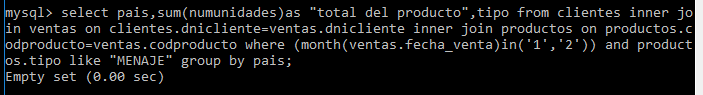 mysql> select pais,sum(numunidades)as "total del producto",tipo from clientes inner jo
in ventas on clientes.dnicliente=ventas.dnicliente inner join productos on productos.c
odproducto=ventas.codproducto where (month(ventas.fecha_venta)in('1','2')) and product
os.tipo like "MENAJE" group by pais;
Empty set (0.00 sec)